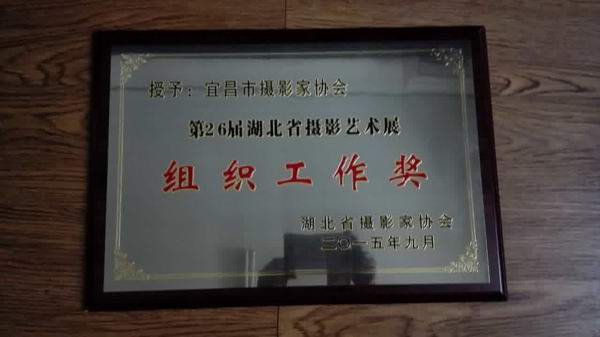 授予：宜昌市摄影家协会
第26届湖北省摄影艺术展
组织工作奖
湖北省摄影家协会
二〇一五年九月